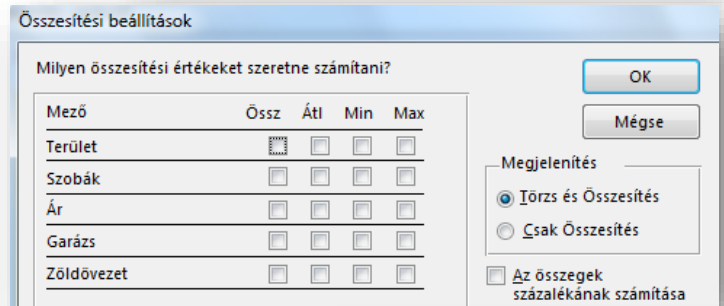 Összesítési beállítások
Milyen összesítési értékeket szeretne számítani?
OK
Mégse
Mező Össz Átl Min Max
Terület
Szobák
Ár
Garázs
Zöldövezet
Megjelenítés
Törzs és Összesítés
Csak Összesítés
Az összegek
százalékának számítása